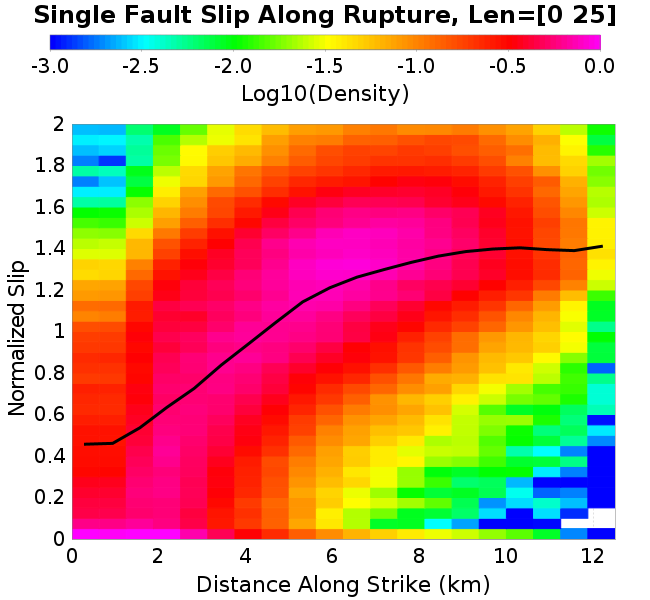 Single Fault Slip Along Rupture, Len=[0 25]
-3.0 -2.5 -2.0 -1.5 -1.0 -0.5 0.0
Log10(Density)
2
1.8
1.6
1.4
1.2
1
0.8
0.6
0.4
0.2
0
Normalized Slip
0 2 4 6 8 10 12
Distance Along Strike (km)